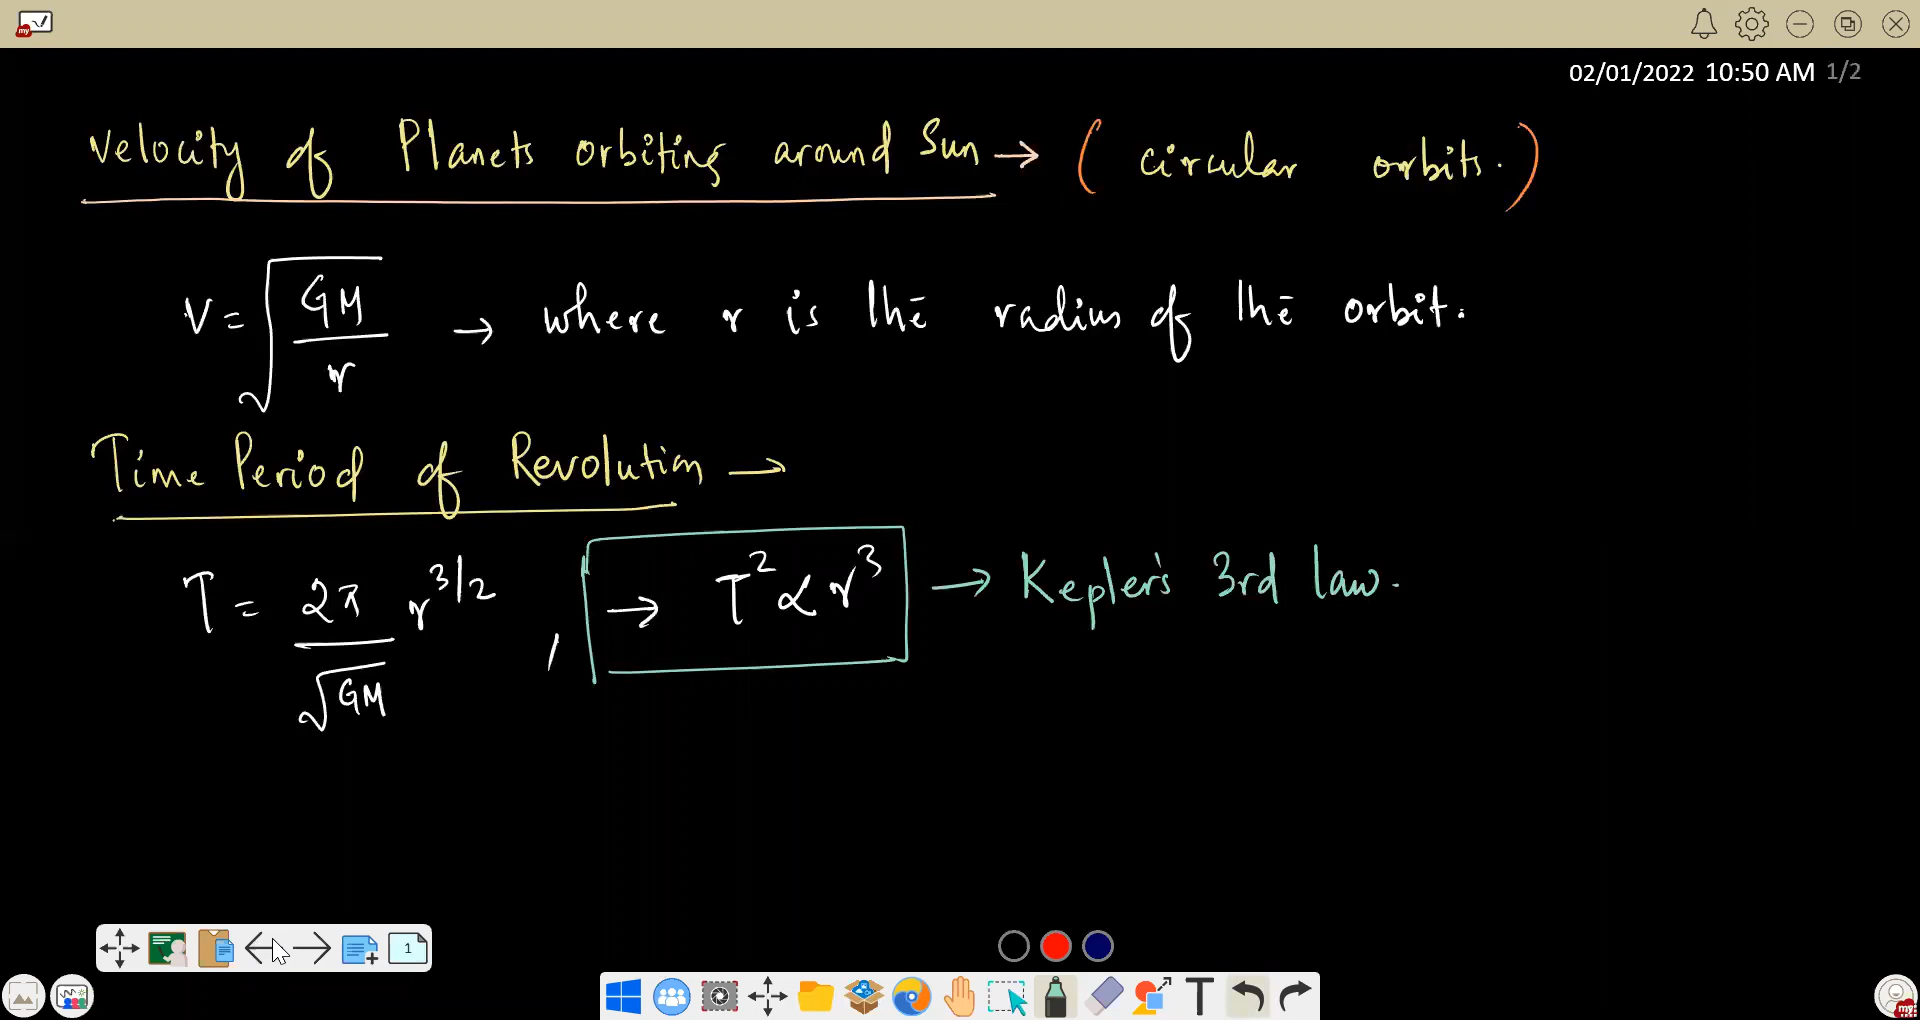 02/01/2022 10:50 AM 1/2
Velocity of Planets orbiting around Sun → ( circular orbits. )
V = √(GM/r) → where r is the radius of the orbit.
Time Period of Revolution →
T = 2π/√GM r^3/2 , → T² ∝ r³ → Kepler's 3rd law.
1